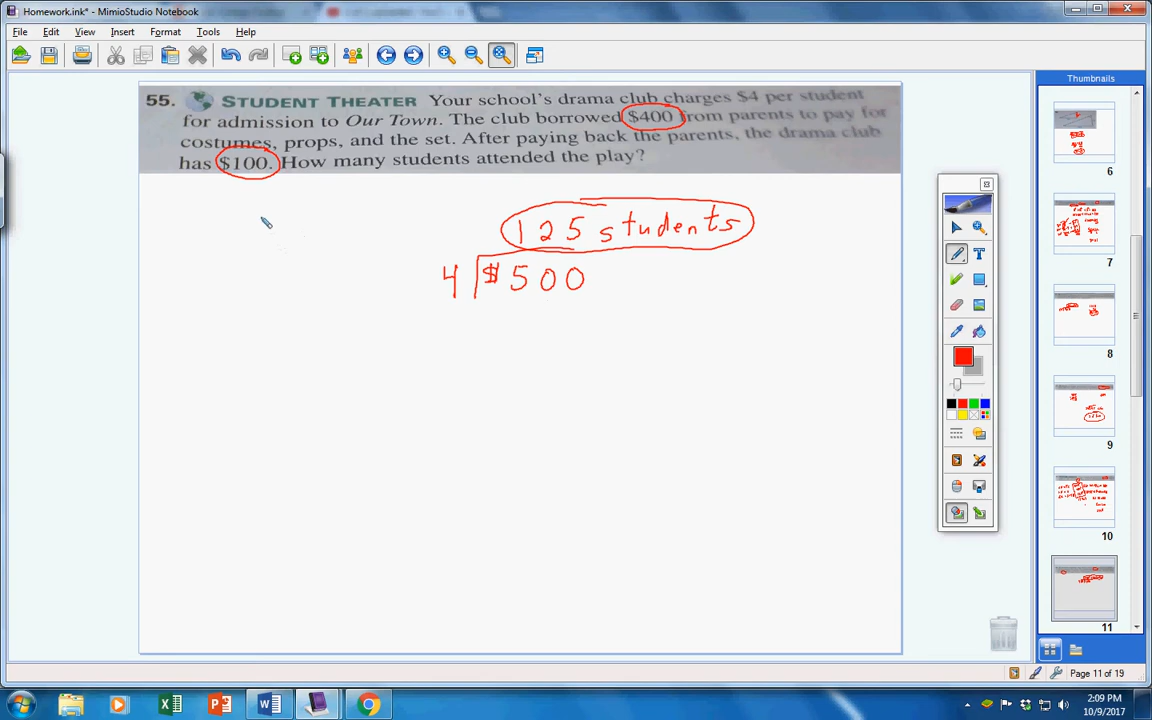 Homework.ink* - MimioStudio Notebook
File Edit View Insert Format Tools Help
Thumbnails
55. STUDENT THEATER Your school's drama club charges $4 per student
for admission to Our Town. The club borrowed $400 from parents to pay for
costumes, props, and the set. After paying back the parents, the drama club
has $100. How many students attended the play?
125 students
4 $500
T
6
7
8
9
10
11
Page 11 of 19
2:09 PM
10/9/2017